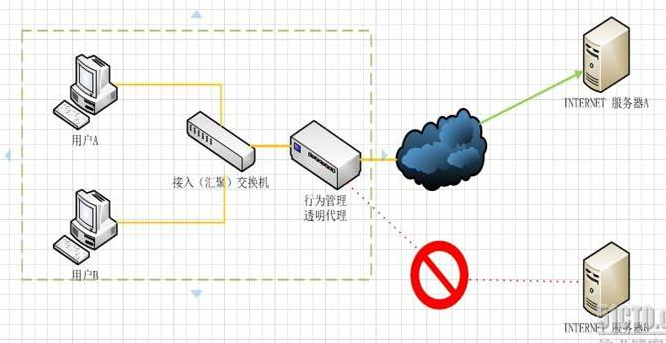 INTERNET 服务器A
用户A
接入（汇聚）交换机
行为管理
透明代理
用户B
51CTO.c
INTERNET 服务器B